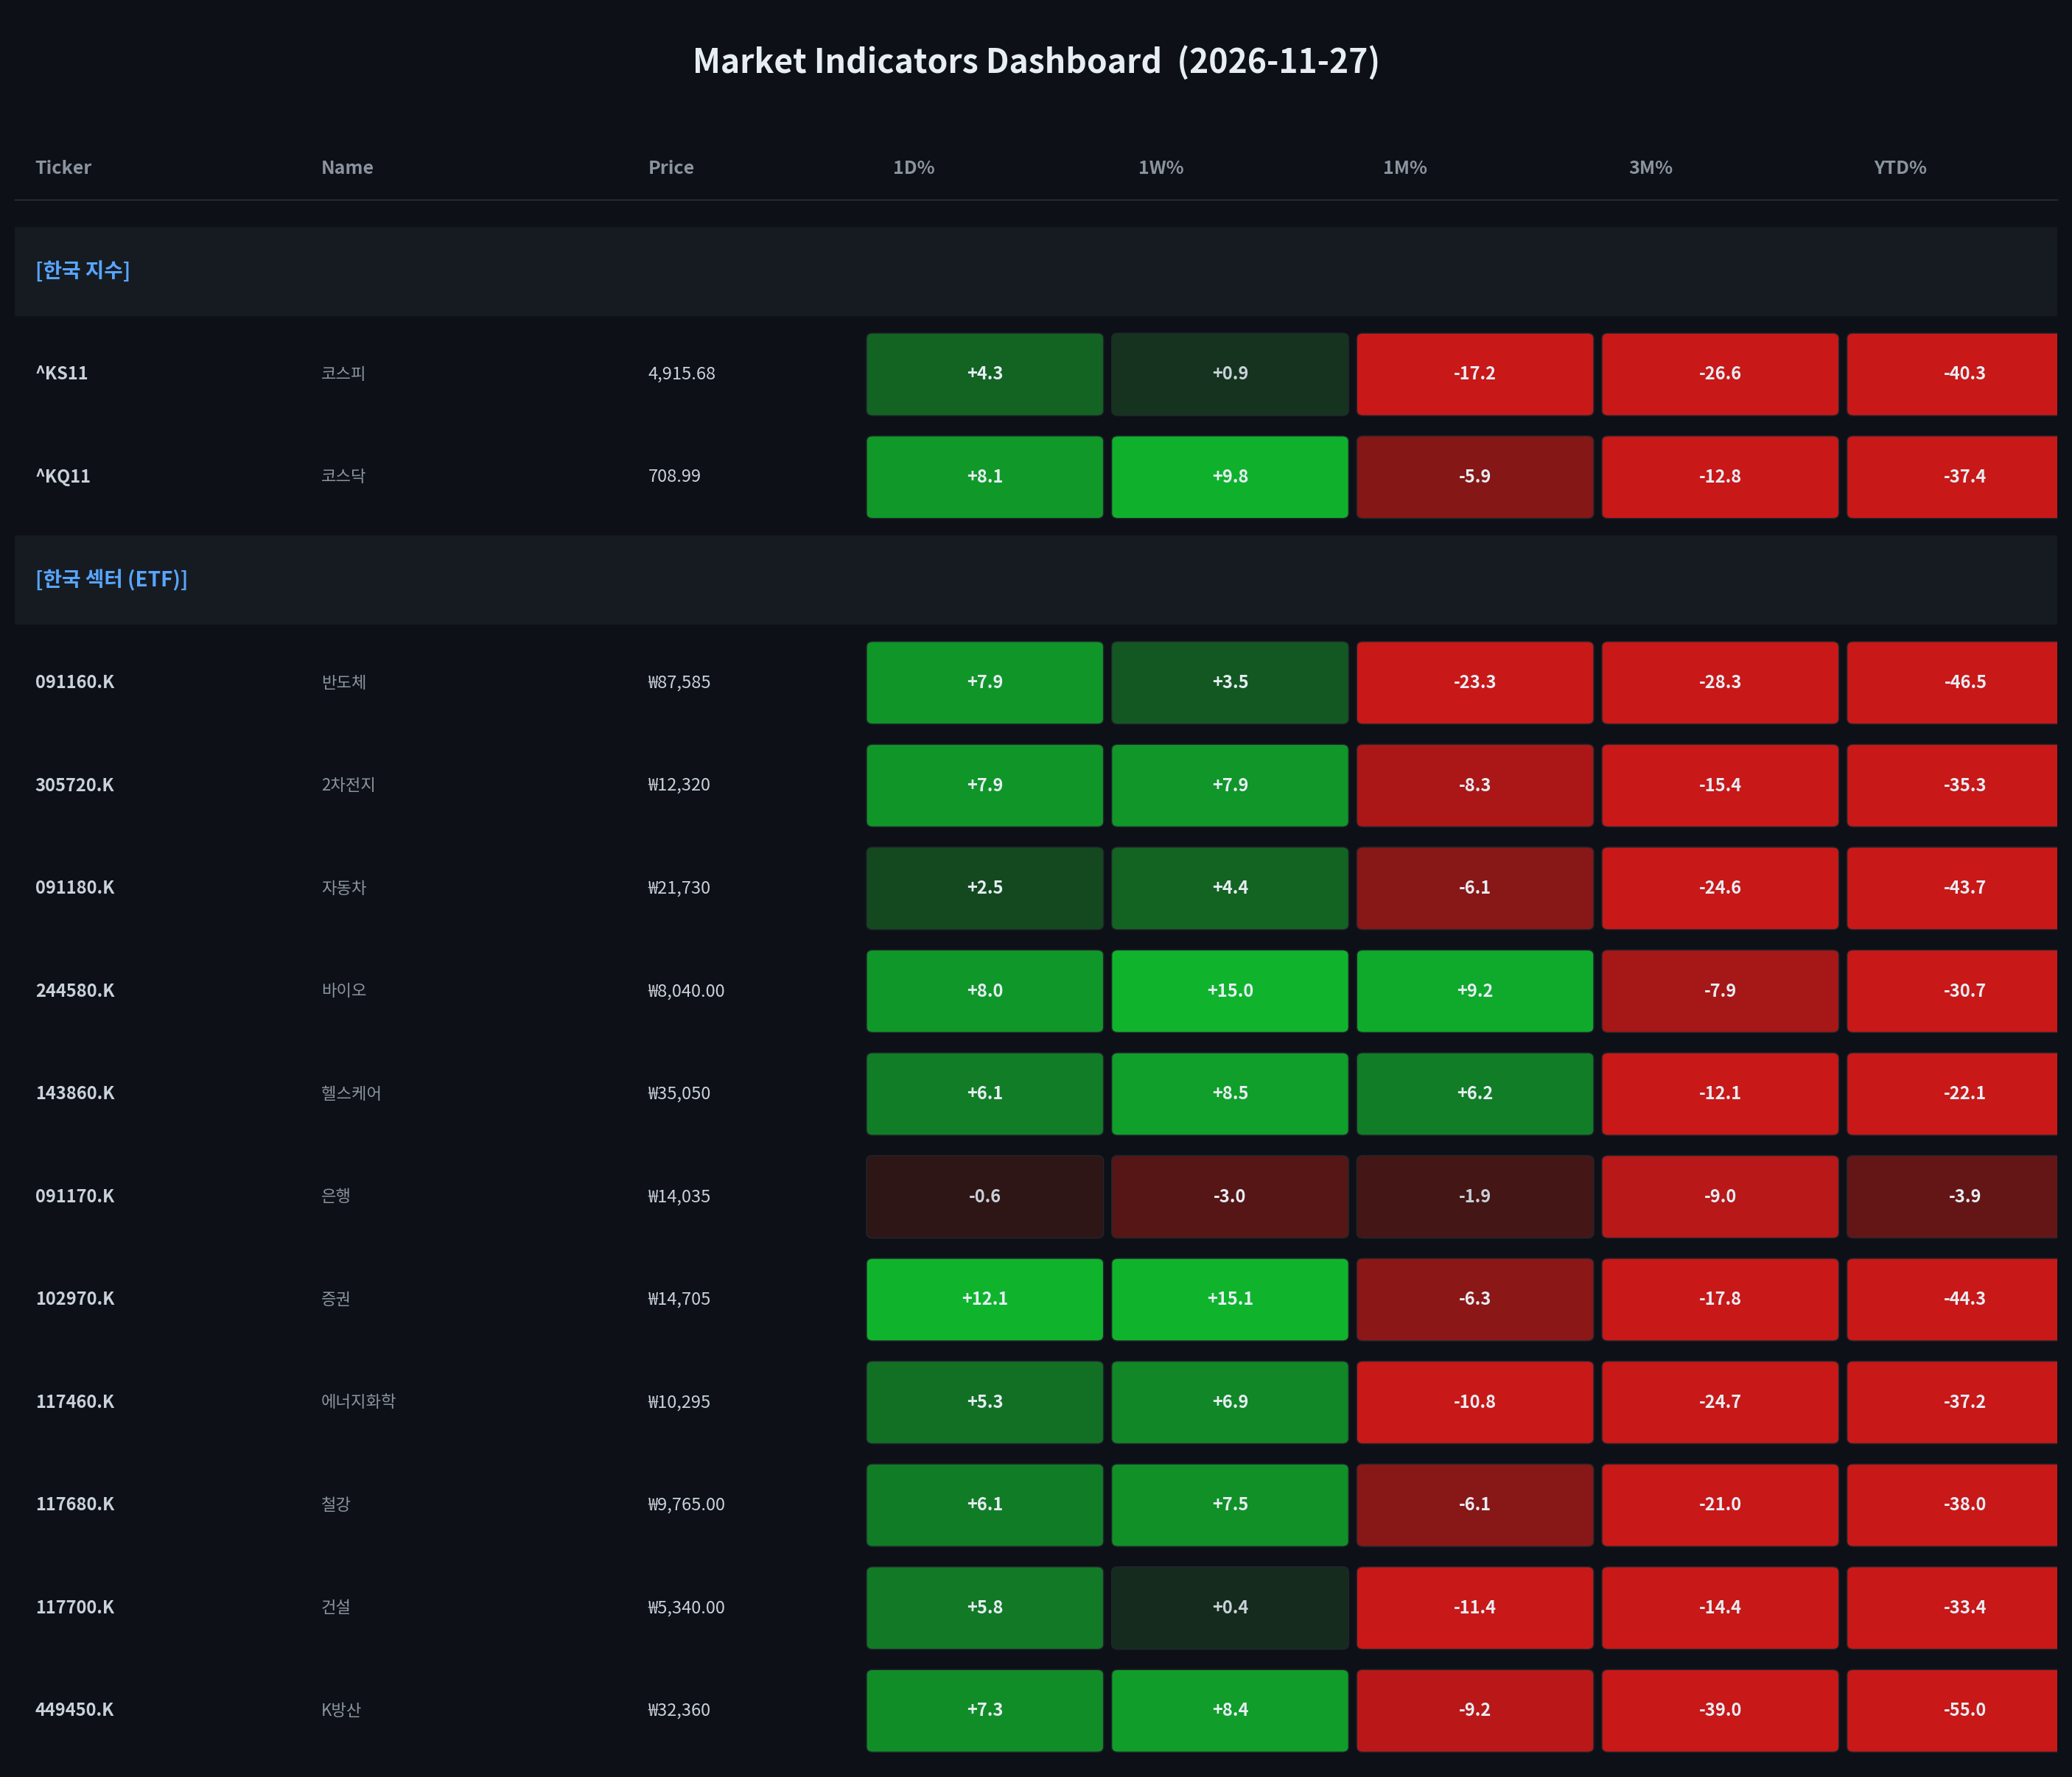 Market Indicators Dashboard (2026-11-27)
Ticker Name Price 1D% 1W% 1M% 3M% YTD%
[한국 지수]
^KS11 코스피 4,915.68 +4.3 +0.9 -17.2 -26.6 -40.3
^KQ11 코스닥 708.99 +8.1 +9.8 -5.9 -12.8 -37.4
[한국 섹터 (ETF)]
091160.K 반도체 ₩87,585 +7.9 +3.5 -23.3 -28.3 -46.5
305720.K 2차전지 ₩12,320 +7.9 +7.9 -8.3 -15.4 -35.3
091180.K 자동차 ₩21,730 +2.5 +4.4 -6.1 -24.6 -43.7
244580.K 바이오 ₩8,040.00 +8.0 +15.0 +9.2 -7.9 -30.7
143860.K 헬스케어 ₩35,050 +6.1 +8.5 +6.2 -12.1 -22.1
091170.K 은행 ₩14,035 -0.6 -3.0 -1.9 -9.0 -3.9
102970.K 증권 ₩14,705 +12.1 +15.1 -6.3 -17.8 -44.3
117460.K 에너지화학 ₩10,295 +5.3 +6.9 -10.8 -24.7 -37.2
117680.K 철강 ₩9,765.00 +6.1 +7.5 -6.1 -21.0 -38.0
117700.K 건설 ₩5,340.00 +5.8 +0.4 -11.4 -14.4 -33.4
449450.K K방산 ₩32,360 +7.3 +8.4 -9.2 -39.0 -55.0